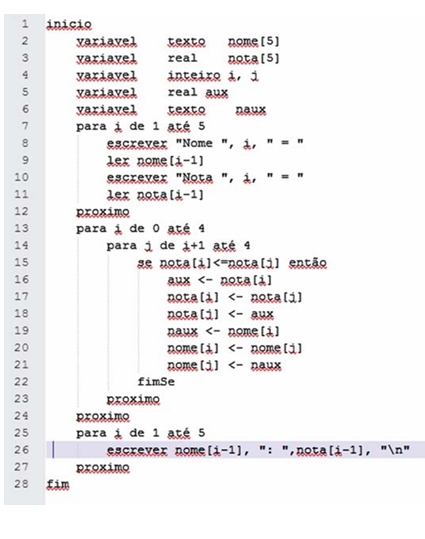 1 inicio
2 variavel texto nome[5]
3 variavel real nota[5]
4 variavel inteiro i, j
5 variavel real aux
6 variavel texto naux
7 para i de 1 até 5
8 escrever "Nome ", i, " = "
9 ler nome[i-1]
10 escrever "Nota ", i, " = "
11 ler nota[i-1]
12 proximo
13 para i de 0 até 4
14 para j de i+1 até 4
15 se nota[i]<=nota[j] então
16 aux <- nota[i]
17 nota[i] <- nota[j]
18 nota[j] <- aux
19 naux <- nome[i]
20 nome[i] <- nome[j]
21 nome[j] <- naux
22 fimSe
23 proximo
24 proximo
25 para i de 1 até 5
26 escrever nome[i-1], ": ",nota[i-1], "\n"
27 proximo
28 fim